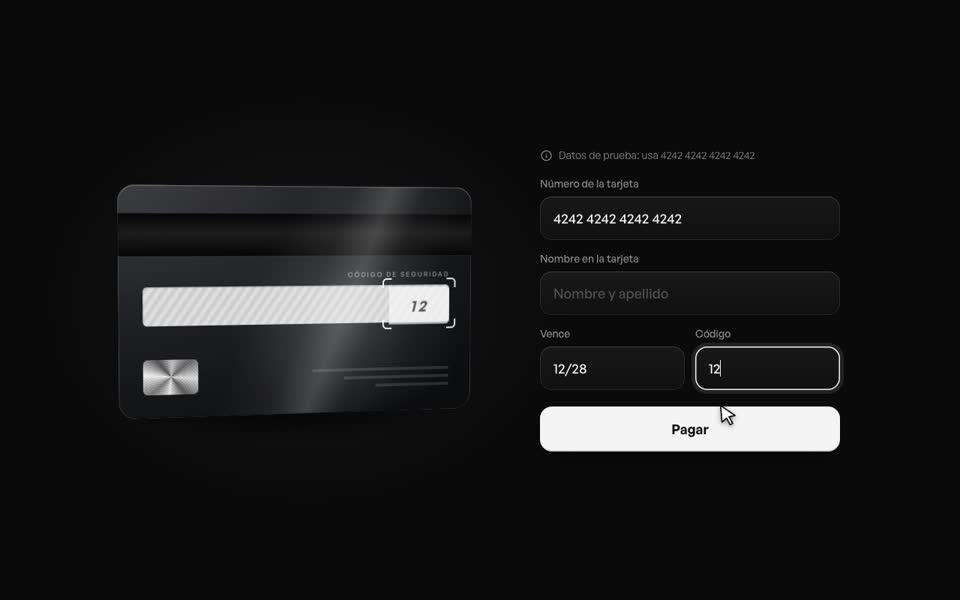 CÓDIGO DE SEGURIDAD
12
Datos de prueba: usa 4242 4242 4242 4242
Número de la tarjeta
4242 4242 4242 4242
Nombre en la tarjeta
Nombre y apellido
Vence
Código
12/28
12
Pagar